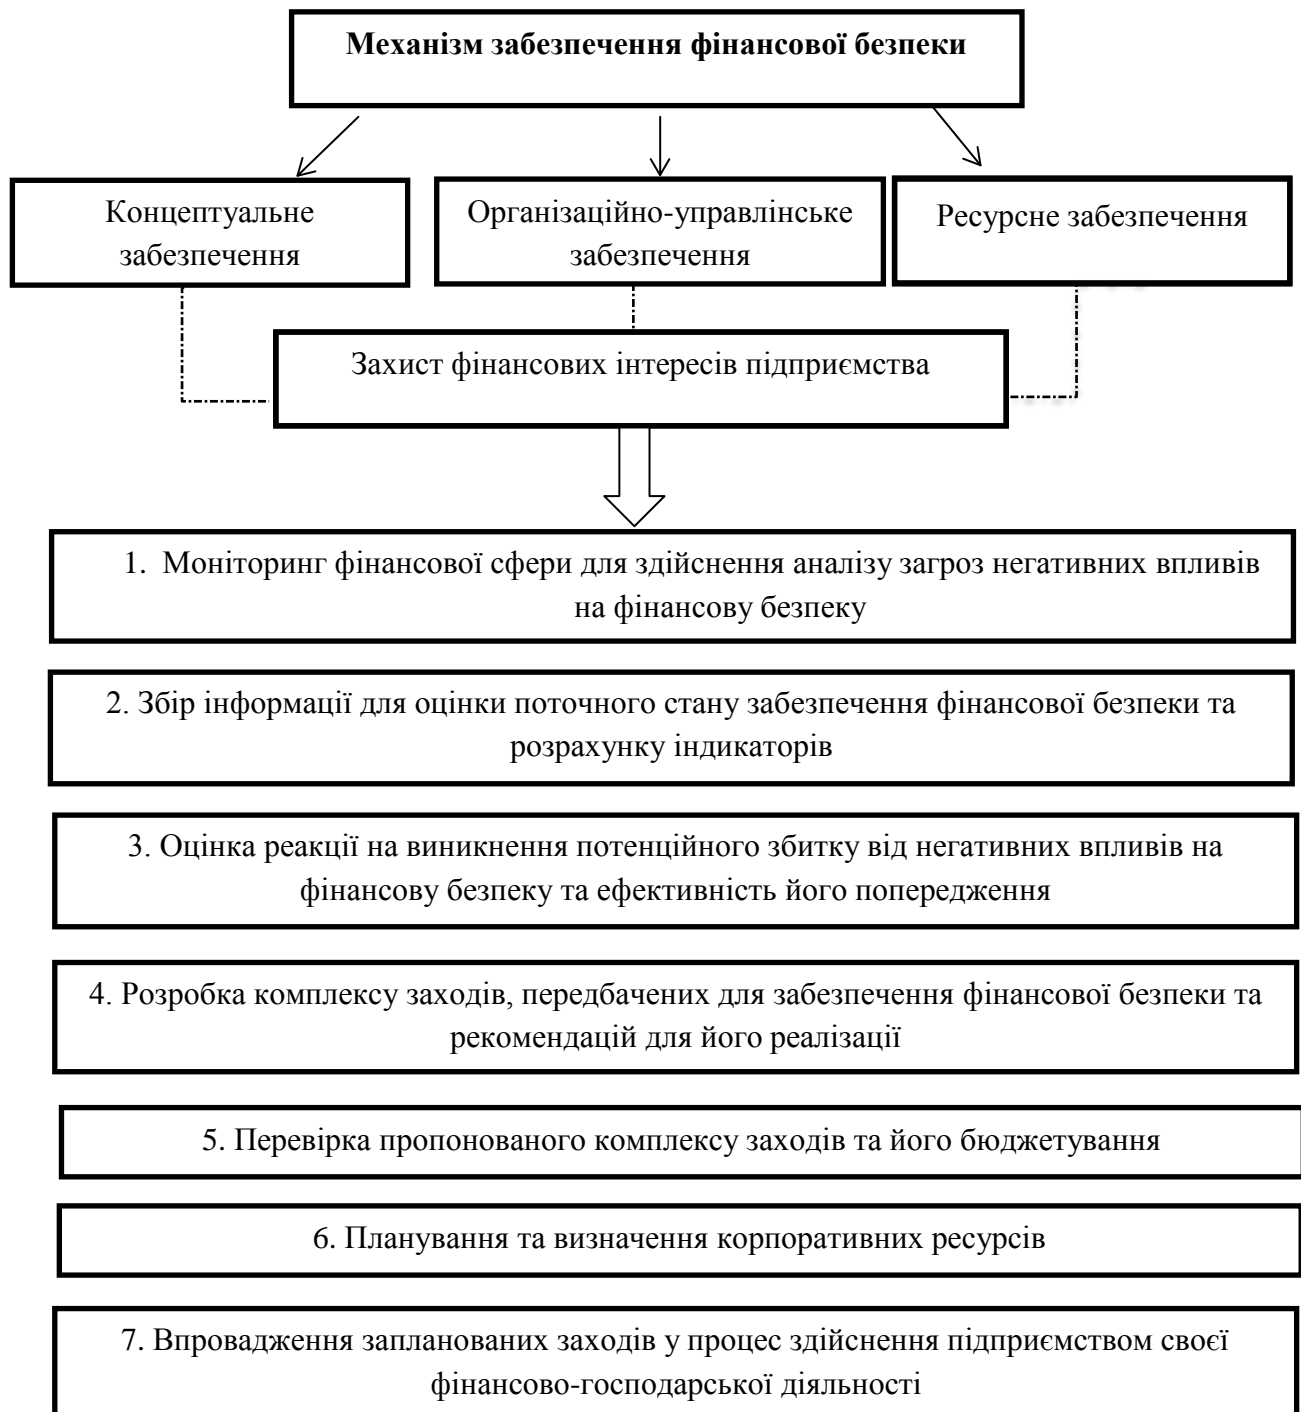 Механізм забезпечення фінансової безпеки
Концептуальне
забезпечення
Організаційно-управлінське
забезпечення
Ресурсне забезпечення
Захист фінансових інтересів підприємства
1. Моніторинг фінансової сфери для здійснення аналізу загроз негативних впливів
на фінансову безпеку
2. Збір інформації для оцінки поточного стану забезпечення фінансової безпеки та
розрахунку індикаторів
3. Оцінка реакції на виникнення потенційного збитку від негативних впливів на
фінансову безпеку та ефективність його попередження
4. Розробка комплексу заходів, передбачених для забезпечення фінансової безпеки та
рекомендацій для його реалізації
5. Перевірка пропонованого комплексу заходів та його бюджетування
6. Планування та визначення корпоративних ресурсів
7. Впровадження запланованих заходів у процес здійснення підприємством своєї
фінансово-господарської діяльності